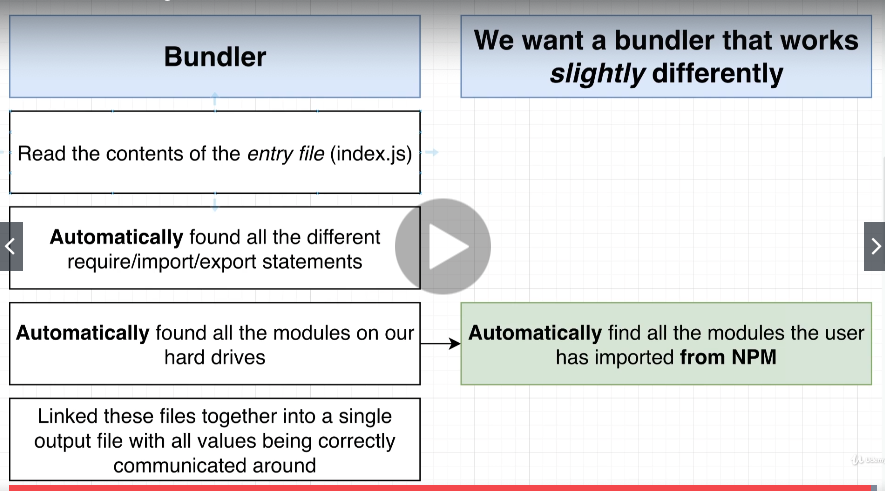 Bundler
We want a bundler that works
slightly differently
Read the contents of the entry file (index.js)
Automatically found all the different
require/import/export statements
Automatically found all the modules on our
hard drives
Automatically find all the modules the user
has imported from NPM
Linked these files together into a single
output file with all values being correctly
communicated around